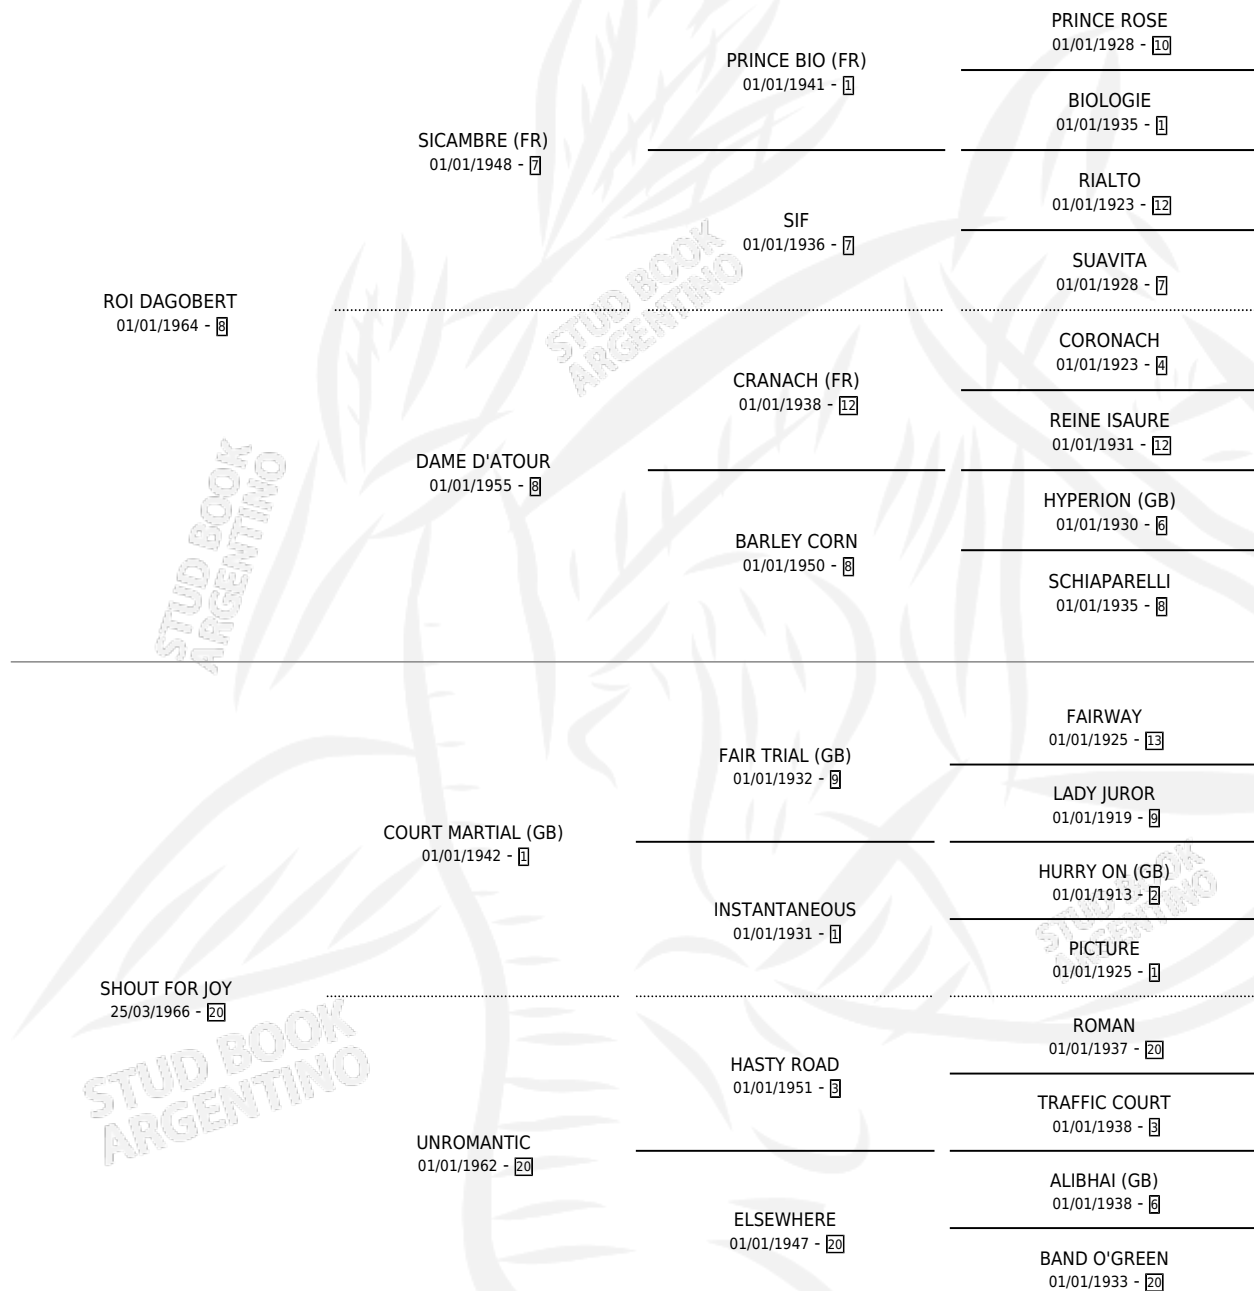 PRINCE ROSE
01/01/1928 - 10
PRINCE BIO (FR)
01/01/1941 - 1
BIOLOGIE
01/01/1935 - 1
SICAMBRE (FR)
01/01/1948 - 7
RIALTO
01/01/1923 - 12
SIF
01/01/1936 - 7
SUAVITA
01/01/1928 - 7
ROI DAGOBERT
01/01/1964 - 8
STUD BOOK
ARGENTINO
CORONACH
01/01/1923 - 4
CRANACH (FR)
01/01/1938 - 12
REINE ISAURE
01/01/1931 - 12
DAME D'ATOUR
01/01/1955 - 8
HYPERION (GB)
01/01/1930 - 6
BARLEY CORN
01/01/1950 - 8
SCHIAPARELLI
01/01/1935 - 8
STUD BOOK
ARGENTINO
FAIRWAY
01/01/1925 - 13
FAIR TRIAL (GB)
01/01/1932 - 9
LADY JUROR
01/01/1919 - 9
COURT MARTIAL (GB)
01/01/1942 - 1
HURRY ON (GB)
01/01/1913 - 2
INSTANTANEOUS
01/01/1931 - 1
STUD BOOK
ARGENTINO
PICTURE
01/01/1925 - 1
SHOUT FOR JOY
25/03/1966 - 20
STUD BOOK
ARGENTINO
ROMAN
01/01/1937 - 20
HASTY ROAD
01/01/1951 - 3
TRAFFIC COURT
01/01/1938 - 3
UNROMANTIC
01/01/1962 - 20
ALIBHAI (GB)
01/01/1938 - 6
ELSEWHERE
01/01/1947 - 20
BAND O'GREEN
01/01/1933 - 20